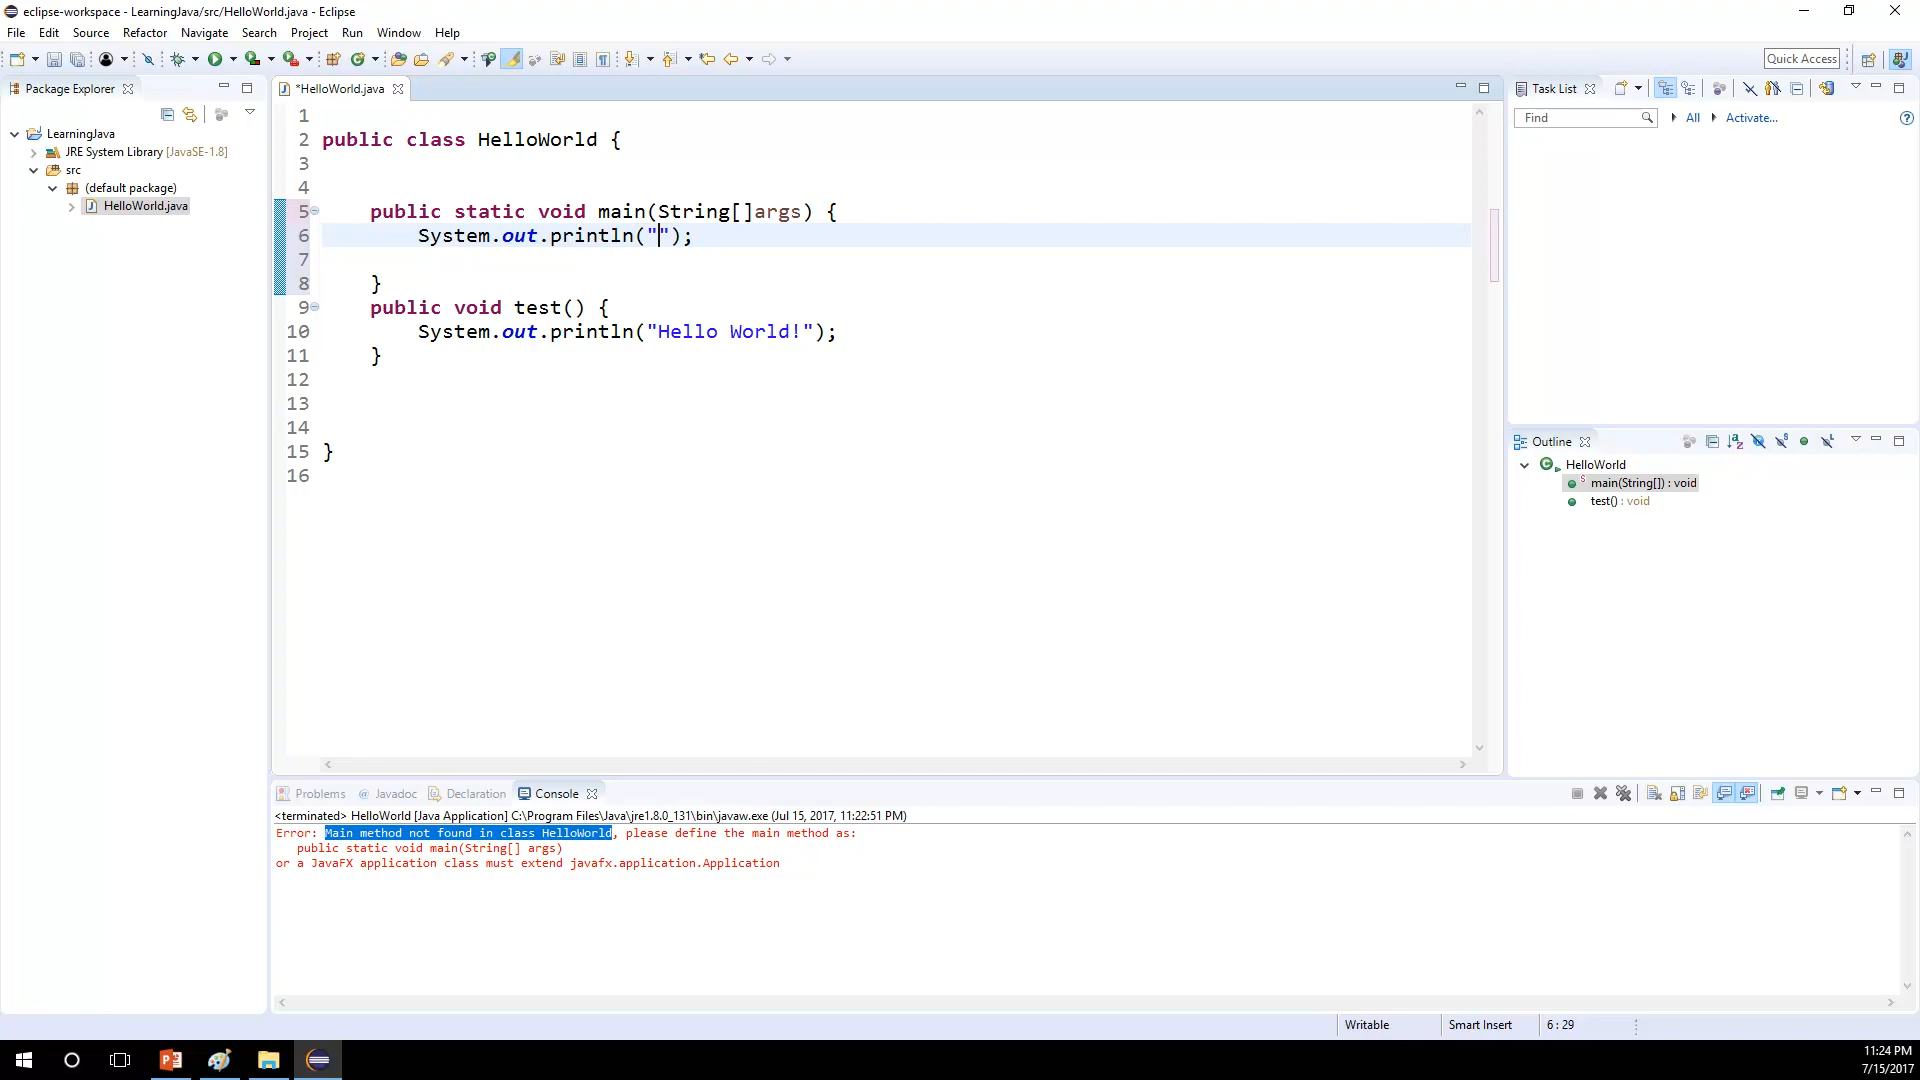 eclipse-workspace - LearningJava/src/HelloWorld.java - Eclipse
File Edit Source Refactor Navigate Search Project Run Window Help
Quick Access
Package Explorer
*HelloWorld.java
Task List
Find
All
Activate...
LearningJava
JRE System Library [JavaSE-1.8]
src
(default package)
HelloWorld.java
1
2 public class HelloWorld {
3
4
5 public static void main(String[]args) {
6 System.out.println("");
7
8 }
9 public void test() {
10 System.out.println("Hello World!");
11 }
12
13
14
15 }
16
Outline
HelloWorld
main(String[]) : void
test() : void
Problems @ Javadoc Declaration Console
<terminated> HelloWorld [Java Application] C:\Program Files\Java\jre1.8.0_131\bin\javaw.exe (Jul 15, 2017, 11:22:51 PM)
Error: Main method not found in class HelloWorld, please define the main method as:
public static void main(String[] args)
or a JavaFX application class must extend javafx.application.Application
Writable
Smart Insert
6 : 29
11:24 PM
7/15/2017